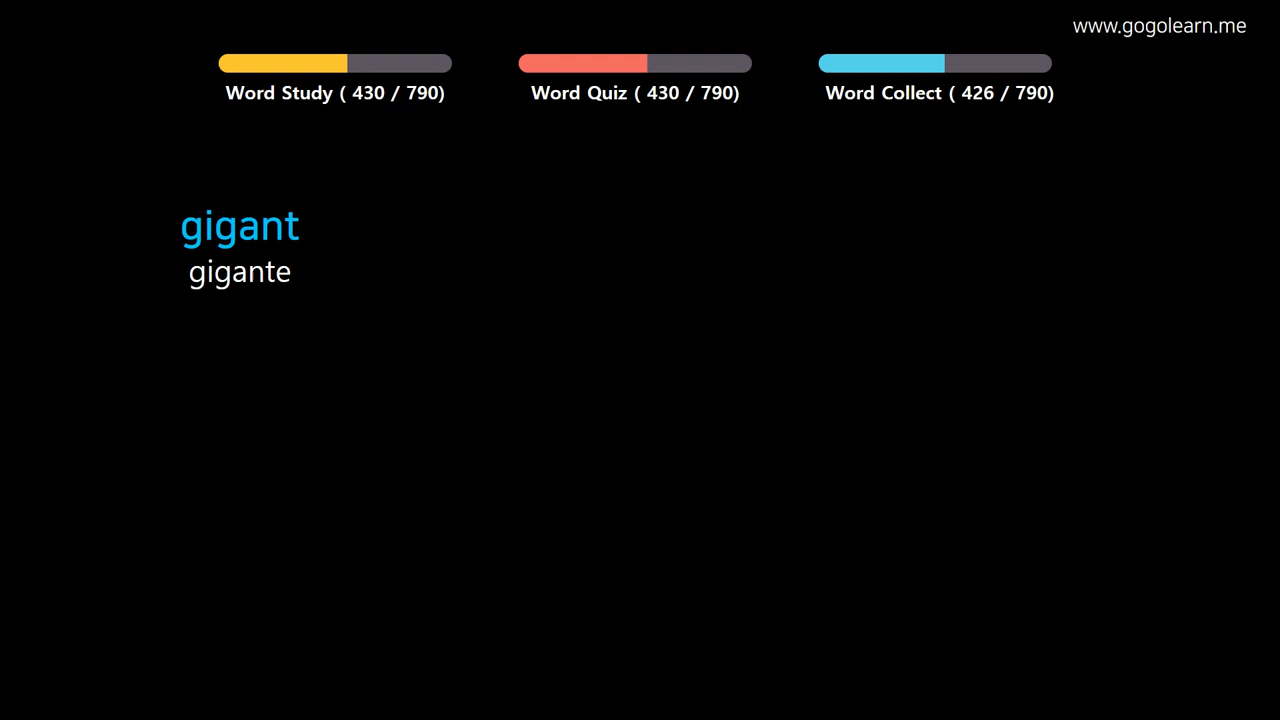 www.gogolearn.me
Word Study ( 430 / 790)
Word Quiz ( 430 / 790)
Word Collect ( 426 / 790)
gigant
gigante